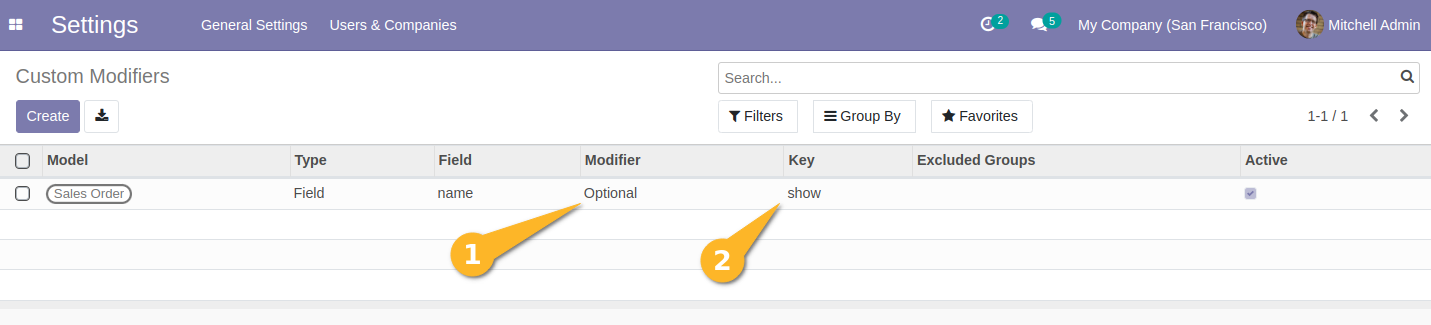 Settings General Settings Users & Companies 2 5 My Company (San Francisco) Mitchell Admin
Custom Modifiers Search...
Create Filters Group By Favorites 1-1 / 1
Model Type Field Modifier Key Excluded Groups Active
Sales Order Field name Optional show
1 2